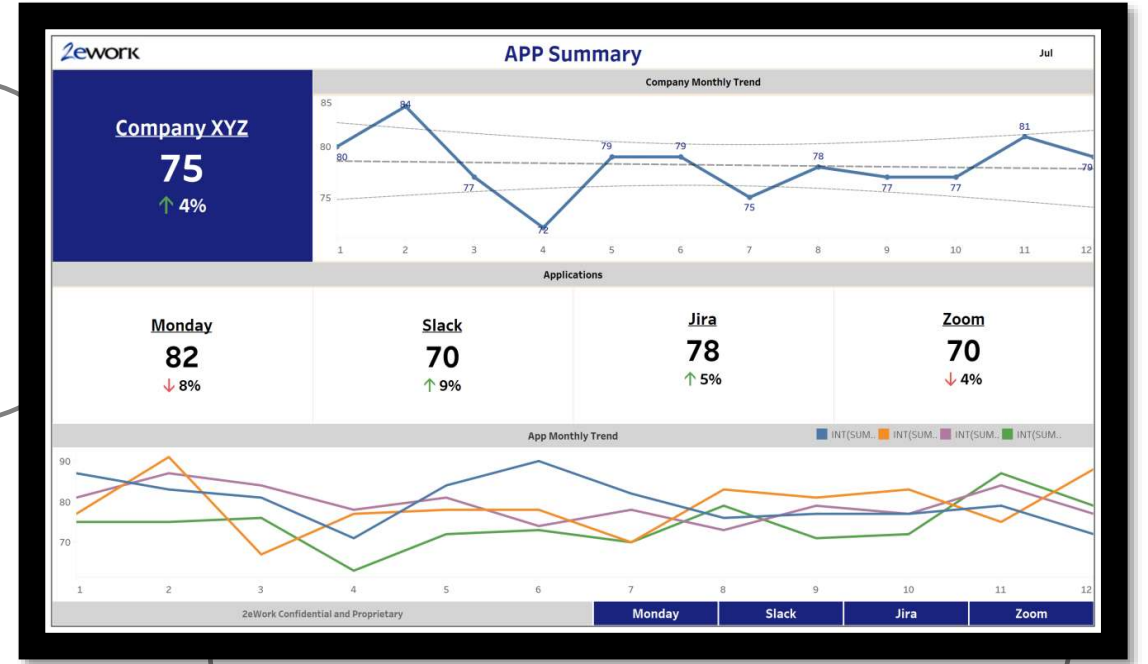 2ework
APP Summary
Jul
Company XYZ
75
↑ 4%
Company Monthly Trend
85
80
75
80
84
77
72
79
79
75
78
77
77
81
79
1 2 3 4 5 6 7 8 9 10 11 12
Applications
Monday
82
↓ 8%
Slack
70
↑ 9%
Jira
78
↑ 5%
Zoom
70
↓ 4%
App Monthly Trend
INT(SUM.. INT(SUM.. INT(SUM.. INT(SUM..
90
80
70
1 2 3 4 5 6 7 8 9 10 11 12
2eWork Confidential and Proprietary
Monday Slack Jira Zoom